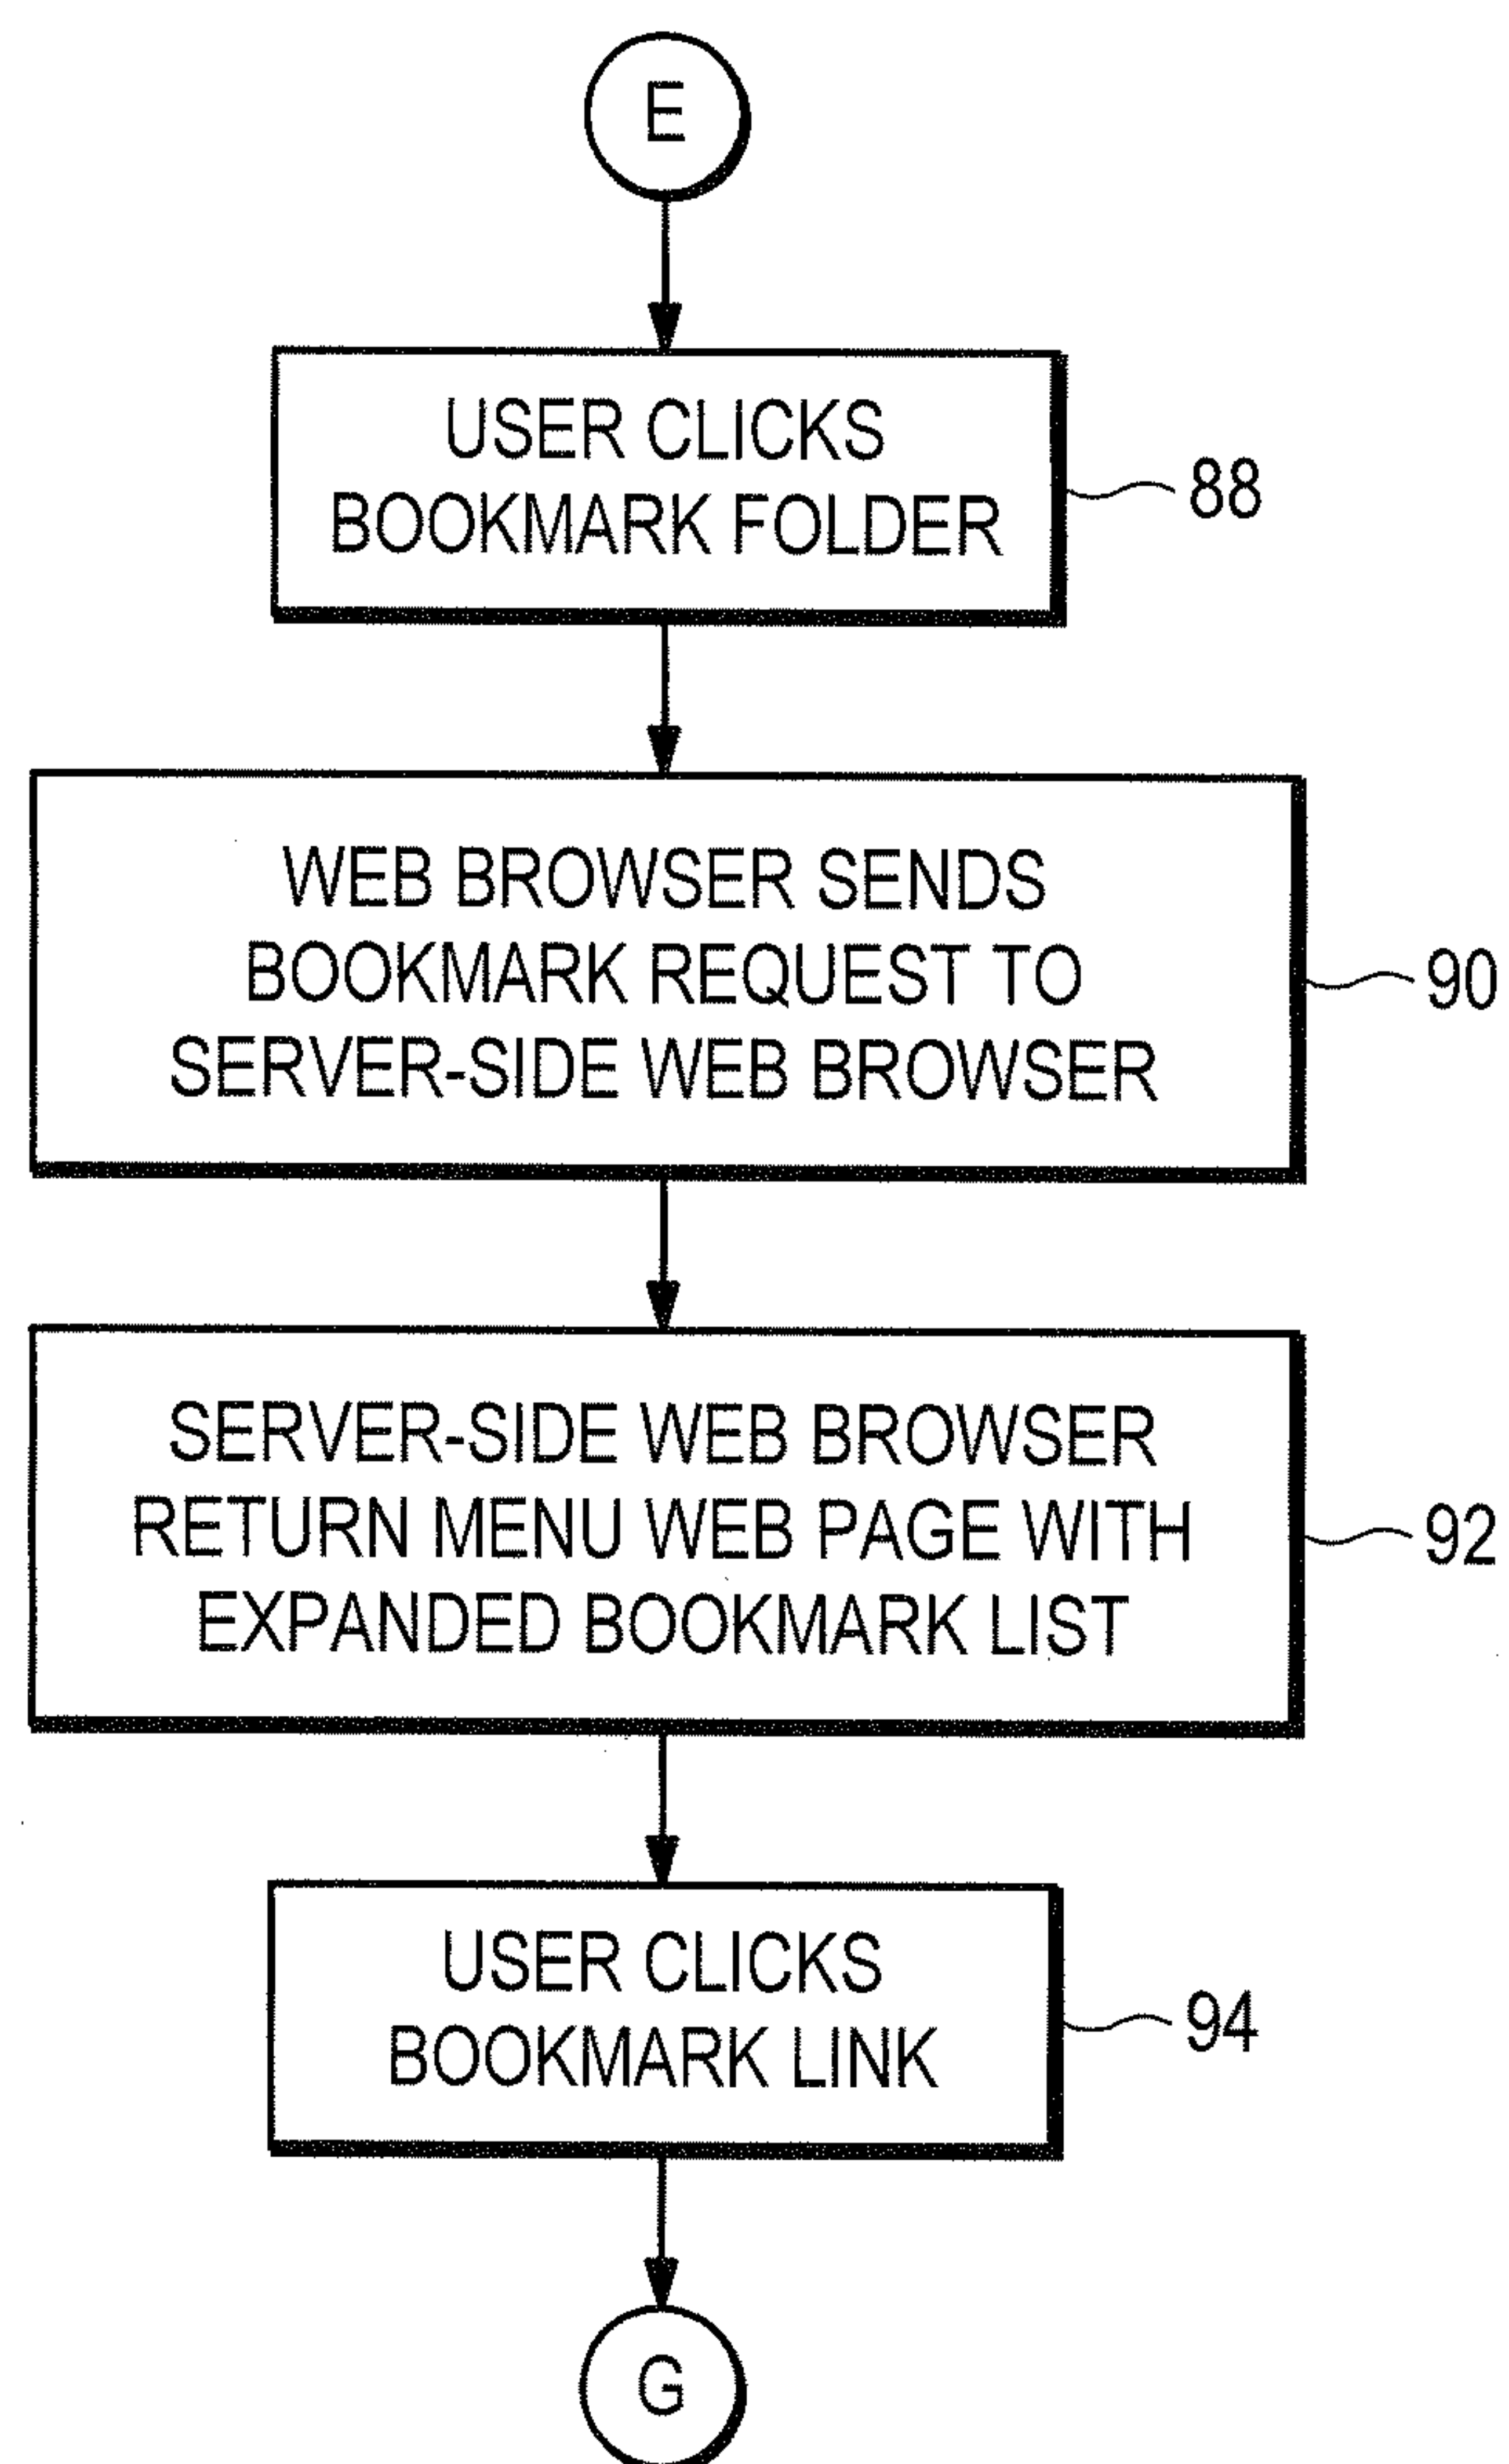 E
USER CLICKS
BOOKMARK FOLDER
88
WEB BROWSER SENDS
BOOKMARK REQUEST TO
SERVER-SIDE WEB BROWSER
90
SERVER-SIDE WEB BROWSER
RETURN MENU WEB PAGE WITH
EXPANDED BOOKMARK LIST
92
USER CLICKS
BOOKMARK LINK
94
G